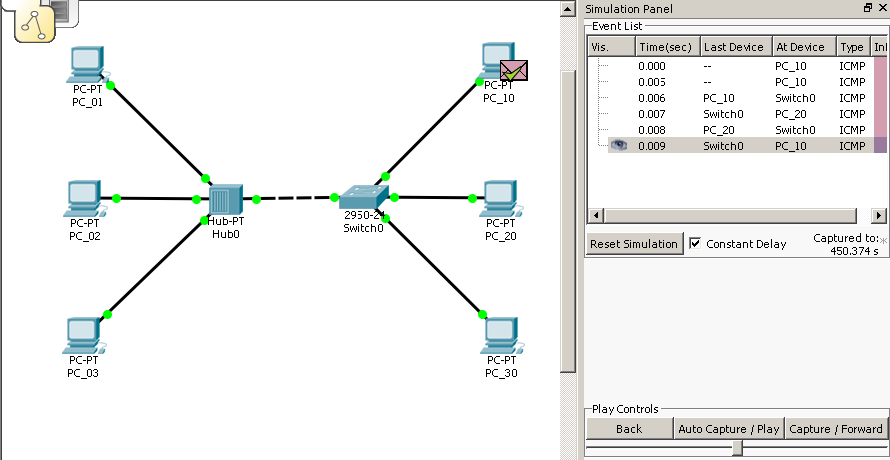 PC-PT
PC_01
PC-PT
PC_02
PC-PT
PC_03
Hub-PT
Hub0
2950-24
Switch0
PC-PT
PC_10
PC-PT
PC_20
PC-PT
PC_30
Simulation Panel
Event List
Vis. Time(sec) Last Device At Device Type Inf
0.000 -- PC_10 ICMP
0.005 -- PC_10 ICMP
0.006 PC_10 Switch0 ICMP
0.007 Switch0 PC_20 ICMP
0.008 PC_20 Switch0 ICMP
0.009 Switch0 PC_10 ICMP
Reset Simulation Constant Delay Captured to:*
450.374 s
Play Controls
Back Auto Capture / Play Capture / Forward